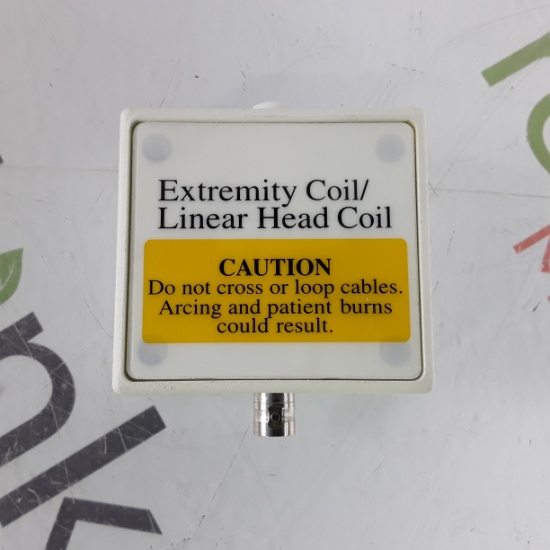 Extremity Coil/
Linear Head Coil
CAUTION
Do not cross or loop cables.
Arcing and patient burns
could result.